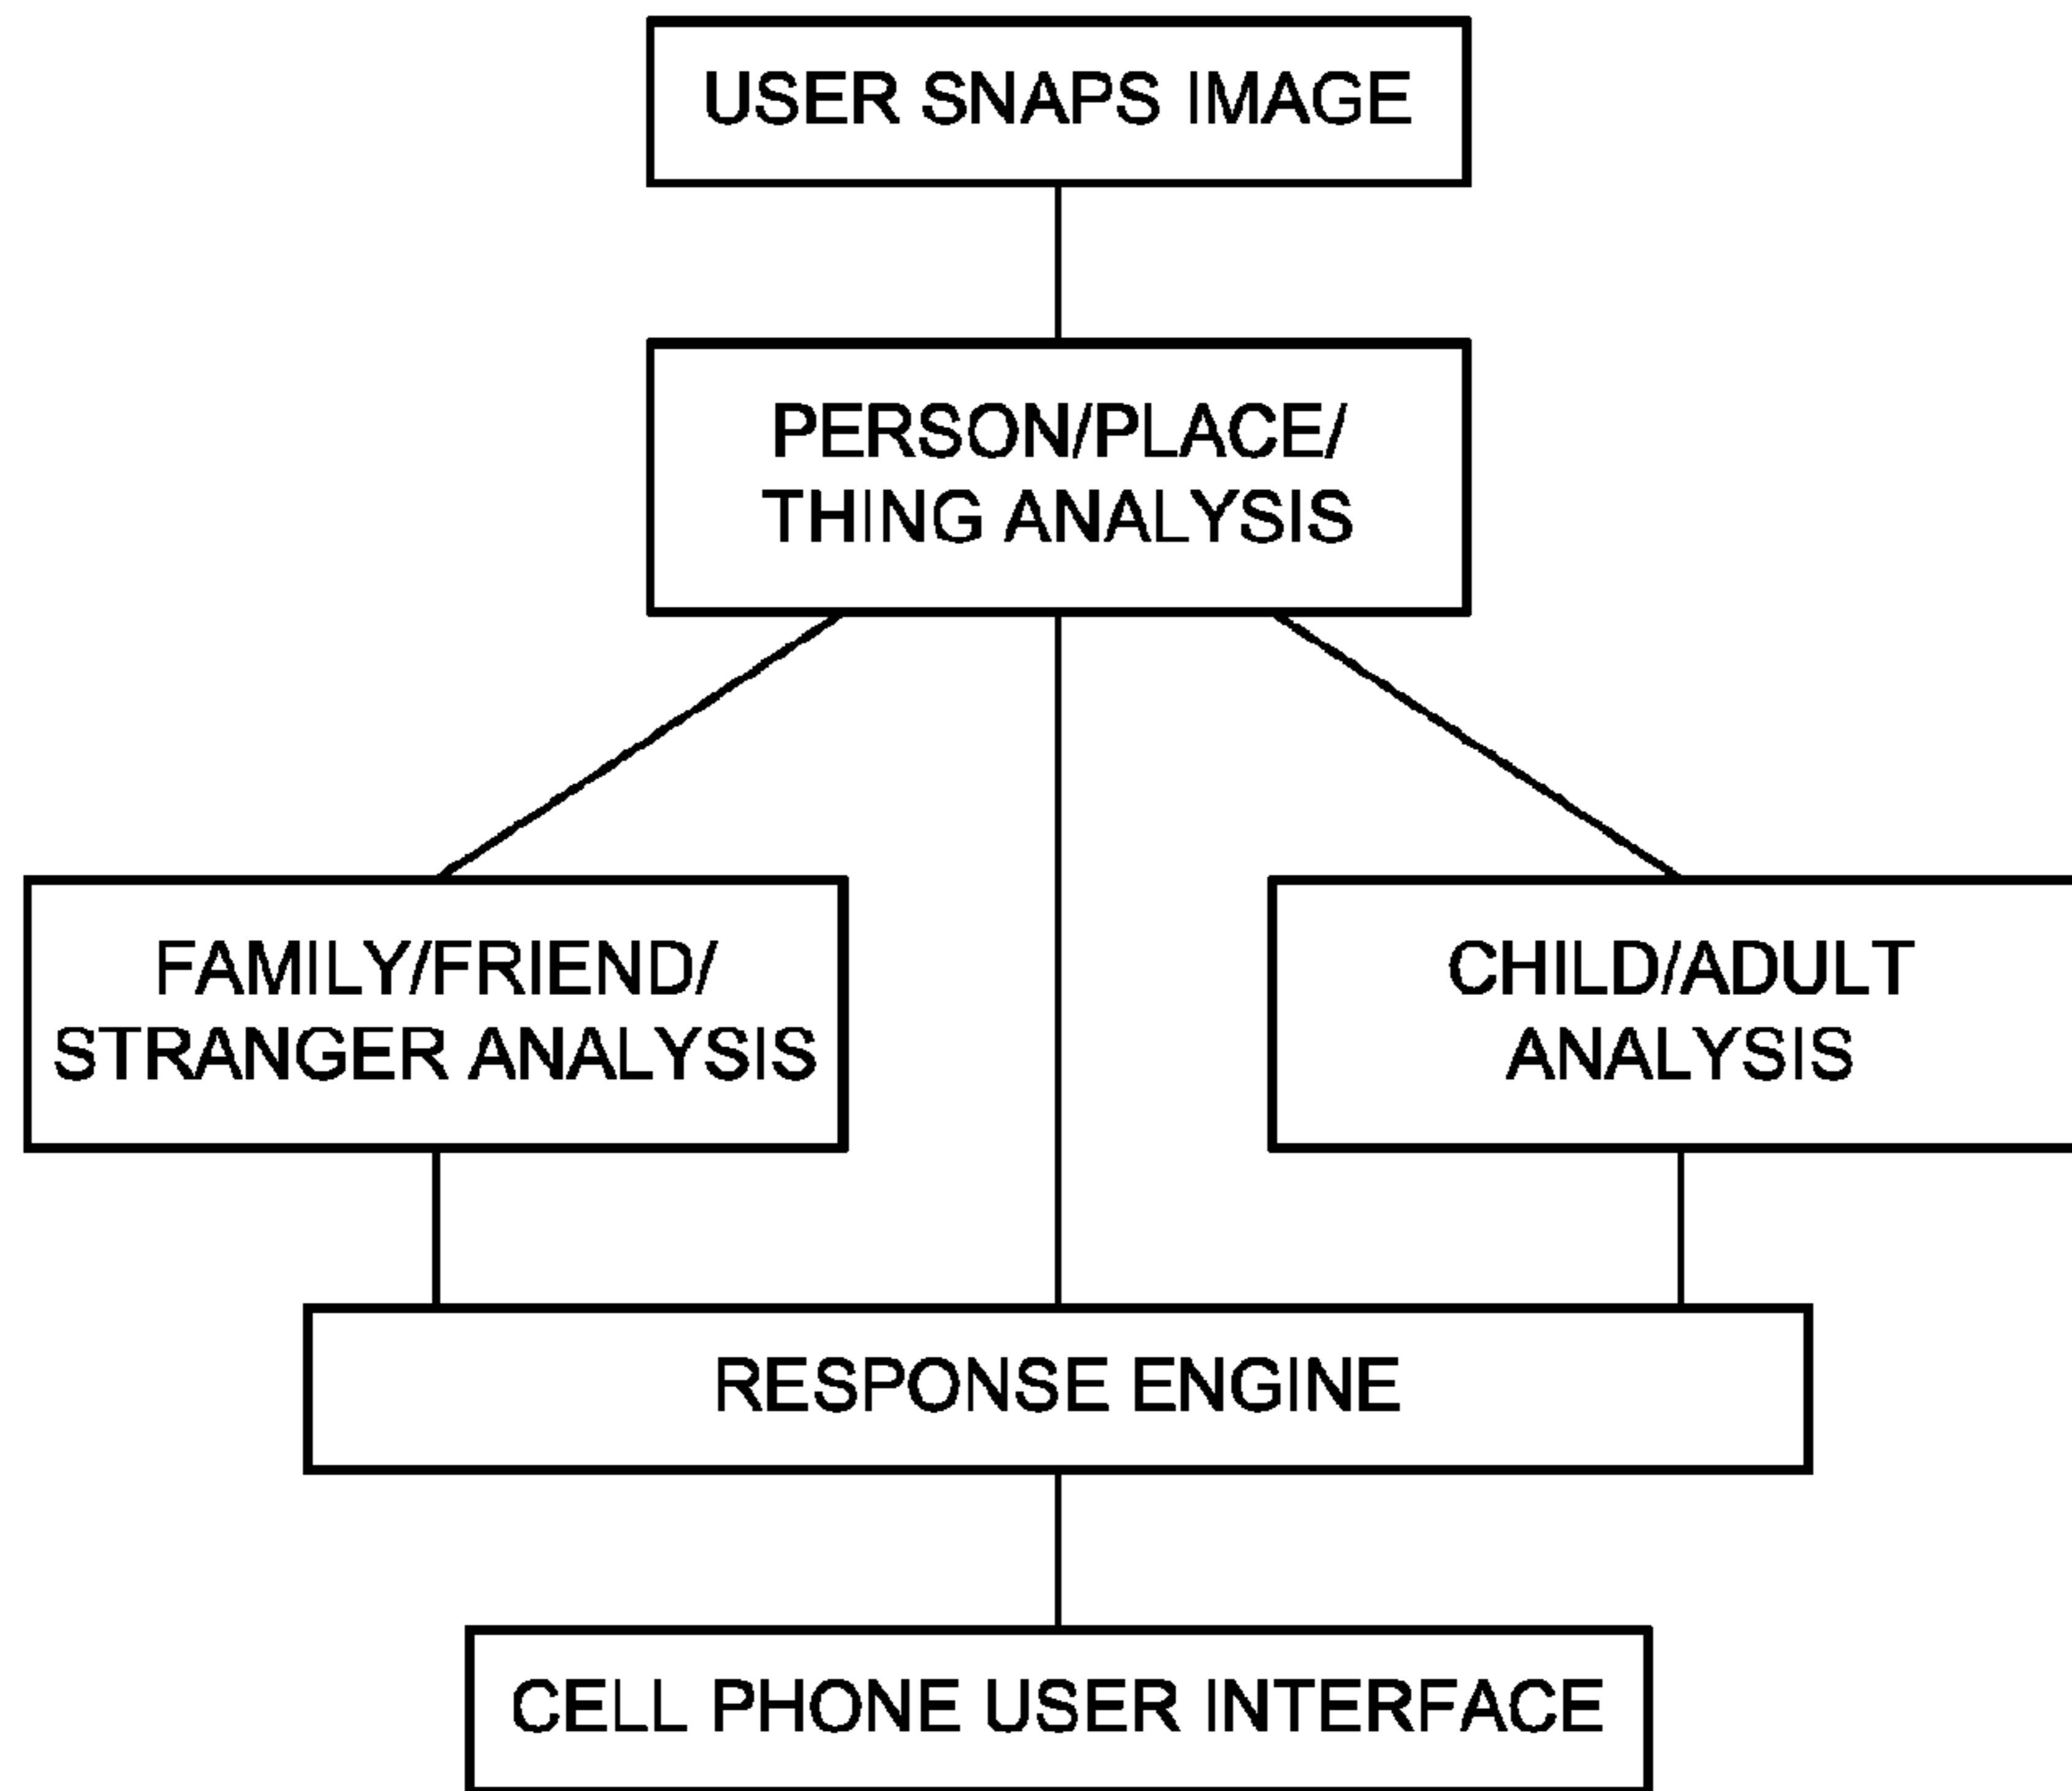 USER SNAPS IMAGE
PERSON/PLACE/
THING ANALYSIS
FAMILY/FRIEND/
STRANGER ANALYSIS
CHILD/ADULT
ANALYSIS
RESPONSE ENGINE
CELL PHONE USER INTERFACE